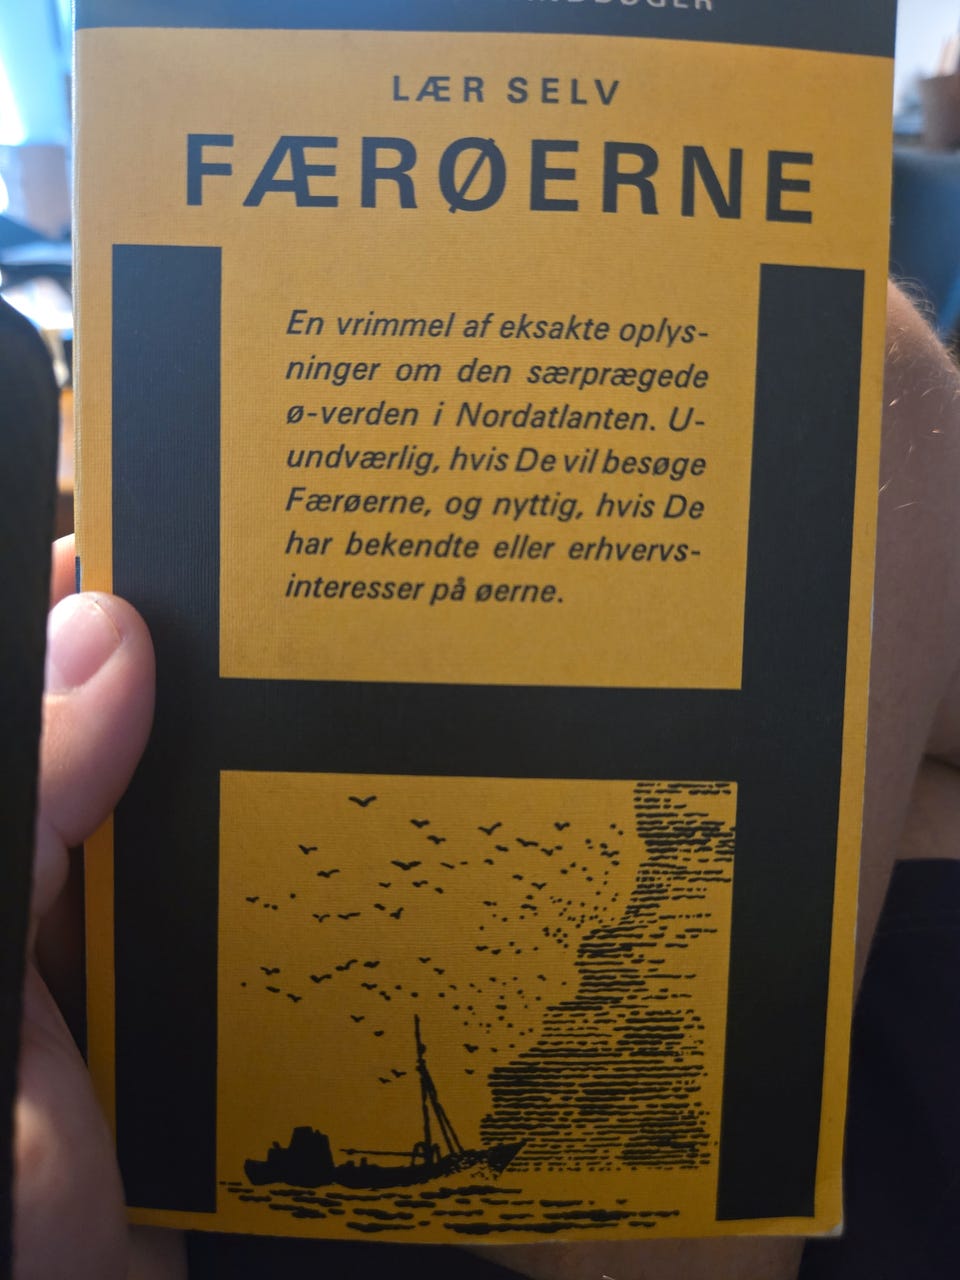 LÆR SELV
FÆRØERNE
En vrimmel af eksakte oplys-
ninger om den særprægede
ø-verden i Nordatlanten. U-
undværlig, hvis De vil besøge
Færøerne, og nyttig, hvis De
har bekendte eller erhvervs-
interesser på øerne.